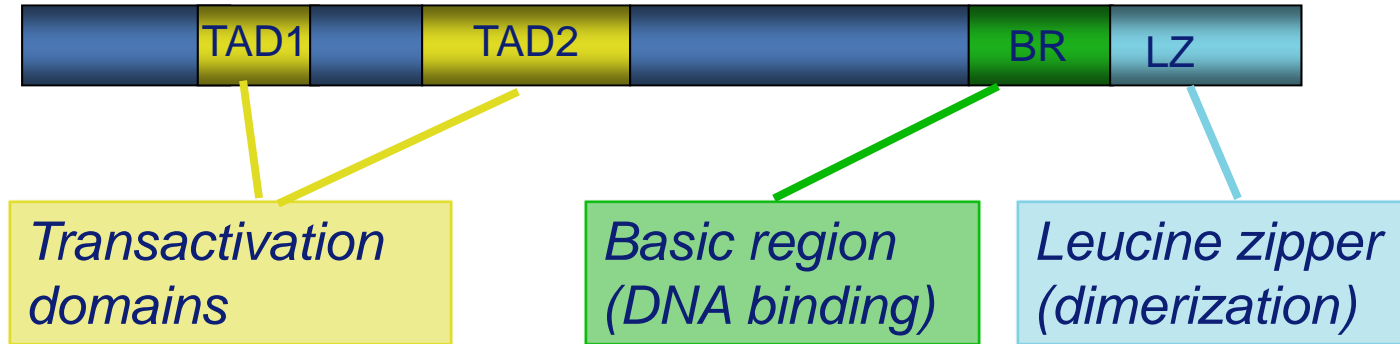 TAD1 TAD2 BR LZ
Transactivation
domains
Basic region
(DNA binding)
Leucine zipper
(dimerization)